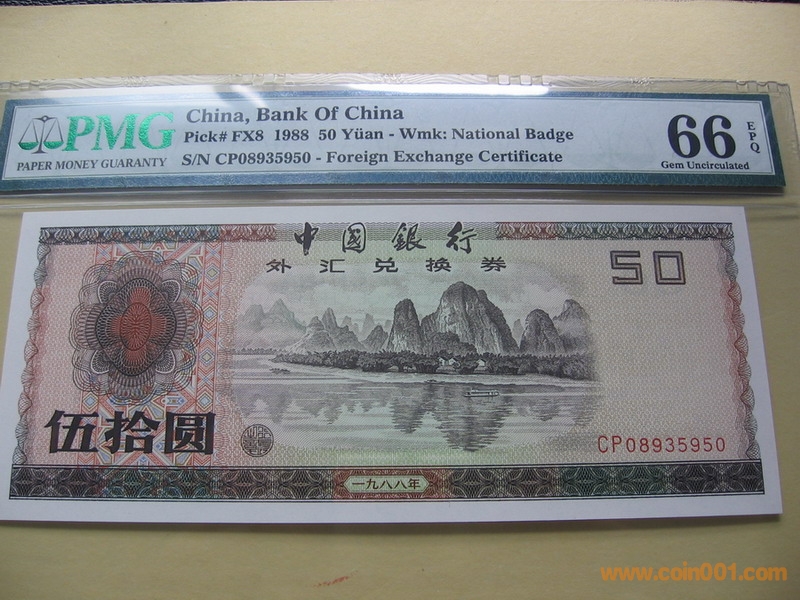 PMG
PAPER MONEY GUARANTY
China, Bank Of China
Pick# FX8 1988 50 Yüan - Wmk: National Badge
S/N CP08935950 - Foreign Exchange Certificate
66 EPQ
Gem Uncirculated
中國銀行
外汇兑换券
50
伍拾圆
CP08935950
一九八八年
www.coin001.com